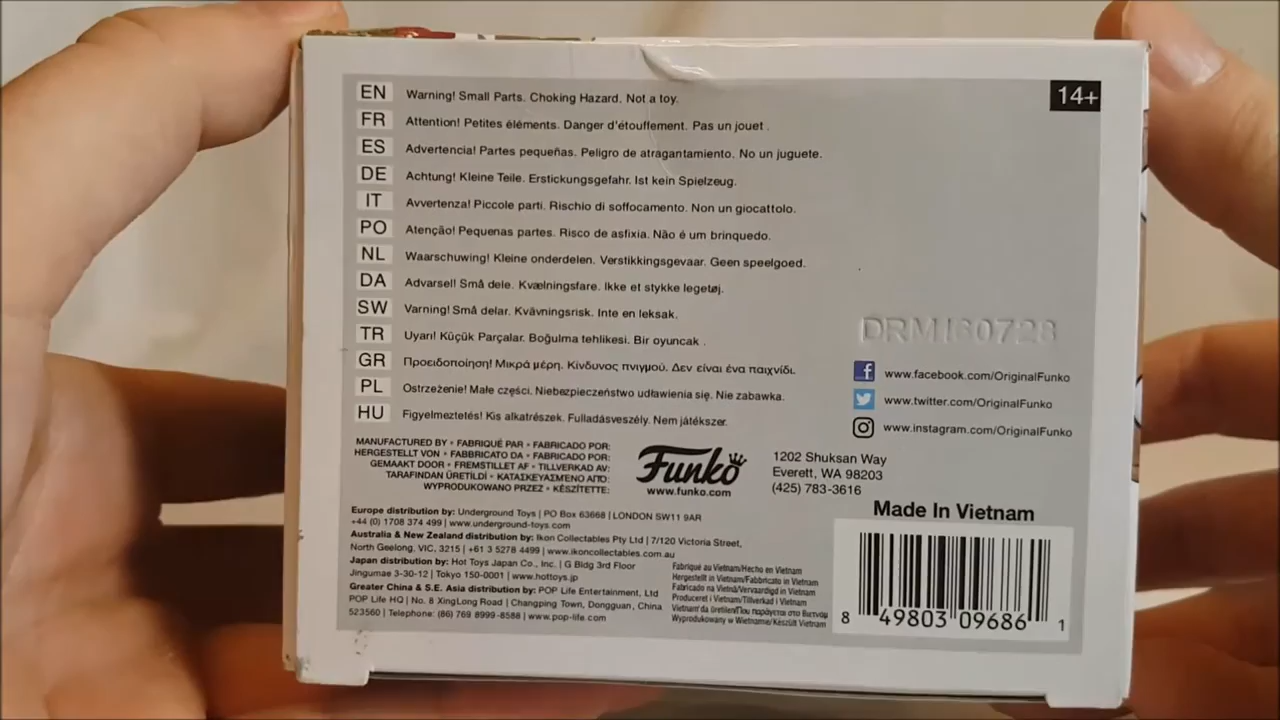 EN Warning! Small Parts. Choking Hazard. Not a toy.
14+
FR Attention! Petites éléments. Danger d'étouffement. Pas un jouet .
ES Advertencia! Partes pequeñas. Peligro de atragantamiento. No un juguete.
DE Achtung! Kleine Teile. Erstickungsgefahr. Ist kein Spielzeug.
IT Avvertenza! Piccole parti. Rischio di soffocamento. Non un giocattolo.
PO Atenção! Pequenas partes. Risco de asfixia. Não é um brinquedo.
NL Waarschuwing! Kleine onderdelen. Verstikkingsgevaar. Geen speelgoed.
DA Advarsel! Små dele. Kvælningsfare. Ikke et stykke legetøj.
SW Varning! Små delar. Kvävningsrisk. Inte en leksak.
TR Uyarı! Küçük Parçalar. Boğulma tehlikesi. Bir oyuncak .
GR Προειδοποίηση! Μικρά μέρη. Κίνδυνος πνιγμού. Δεν είναι ένα παιχνίδι.
PL Ostrzeżenie! Małe części. Niebezpieczeństwo udławienia się. Nie zabawka.
HU Figyelmeztetés! Kis alkatrészek. Fulladásveszély. Nem játékszer.
DRM160728
www.facebook.com/OriginalFunko
www.twitter.com/OriginalFunko
www.instagram.com/OriginalFunko
MANUFACTURED BY • FABRIQUÉ PAR • FABRICADO POR:
HERGESTELLT VON • FABBRICATO DA • FABRICADO POR:
GEMAAKT DOOR • FREMSTILLET AF • TILLVERKAD AV:
TARAFINDAN ÜRETİLDİ • ΚΑΤΑΣΚΕΥΑΣΜΕΝΟ ΑΠΟ:
WYPRODUKOWANO PRZEZ • KÉSZÍTETTE:
Funko
www.funko.com
1202 Shuksan Way
Everett, WA 98203
(425) 783-3616
Europe distribution by: Underground Toys | PO Box 63668 | LONDON SW11 9AR
+44 (0) 1708 374 499 | www.underground-toys.com
Australia & New Zealand distribution by: Ikon Collectables Pty Ltd | 7/120 Victoria Street,
North Geelong, VIC, 3215 | +61 3 5278 4499 | www.ikoncollectables.com.au
Japan distribution by: Hot Toys Japan Co., Inc. | G Bldg 3rd Floor
Jingumae 3-30-12 | Tokyo 150-0001 | www.hottoys.jp
Greater China & S.E. Asia distribution by: POP Life Entertainment, Ltd
POP Life HQ | No. 8 XingLong Road | Changping Town, Dongguan, China
523560 | Telephone: (86) 769 8999-8588 | www.pop-life.com
Fabriqué au Vietnam/Hecho en Vietnam
Hergestellt in Vietnam/Fabbricato in Vietnam
Fabricado na Vietnã/Vervaardigd in Vietnam
Produceret i Vietnam/Tillverkad i Vietnam
Vietnam'da üretilen/Που παράγεται στο Βιετνάμ
Wyprodukowany w Wietnamie/Készült Vietnam
Made In Vietnam
8 49803 09686 1